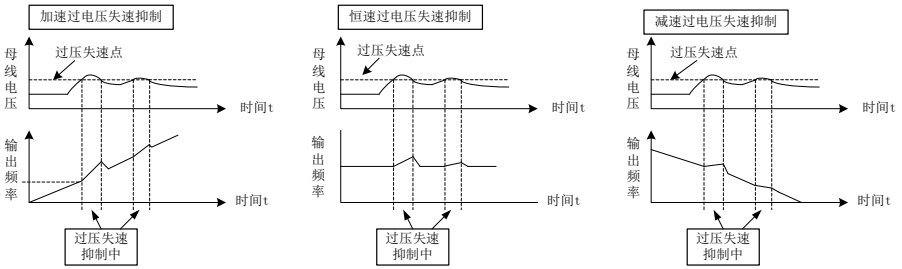 加速过电压失速抑制
母线电压
过压失速点
时间t
输出频率
时间t
过压失速
抑制中
恒速过电压失速抑制
母线电压
过压失速点
时间t
输出频率
时间t
过压失速
抑制中
减速过电压失速抑制
母线电压
过压失速点
时间t
输出频率
时间t
过压失速
抑制中